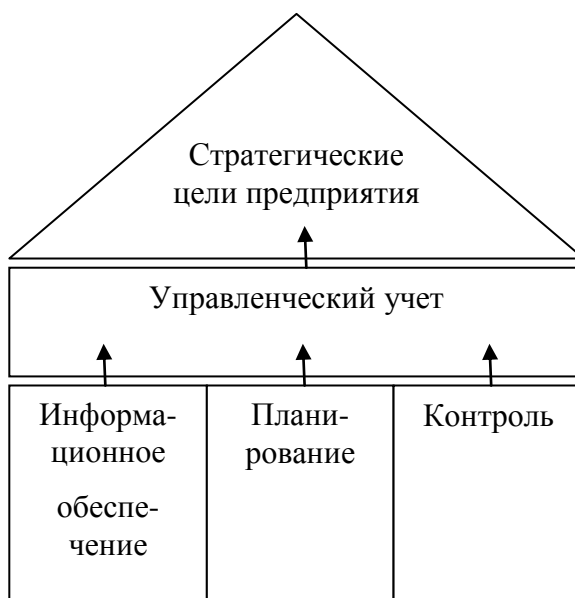 Стратегические
цели предприятия
Управленческий учет
Информа-
ционное
обеспе-
чение
Плани-
рование
Контроль